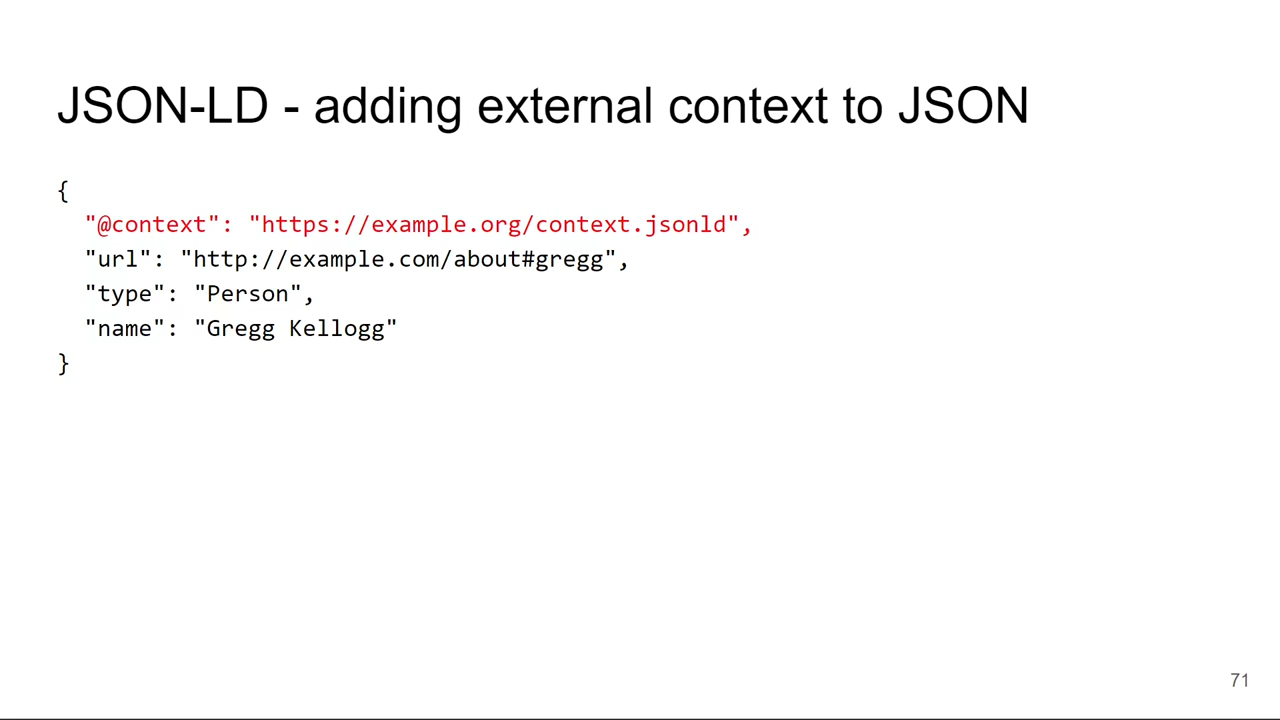 JSON-LD - adding external context to JSON
{
  "@context": "https://example.org/context.jsonld",
  "url": "http://example.com/about#gregg",
  "type": "Person",
  "name": "Gregg Kellogg"
}
71